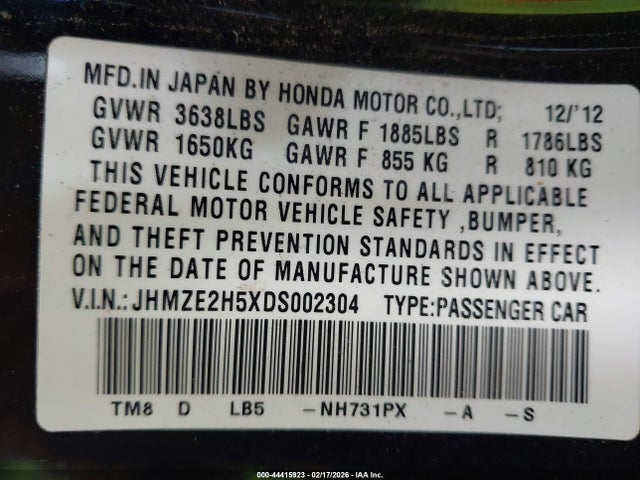 MFD.IN JAPAN BY HONDA MOTOR CO.,LTD; 12/'12
GVWR 3638LBS GAWR F 1885LBS R 1786LBS
GVWR 1650KG GAWR F 855 KG R 810 KG
THIS VEHICLE CONFORMS TO ALL APPLICABLE
FEDERAL MOTOR VEHICLE SAFETY ,BUMPER,
AND THEFT PREVENTION STANDARDS IN EFFECT
ON THE DATE OF MANUFACTURE SHOWN ABOVE.
V.I.N.:JHMZE2H5XDS002304 TYPE:PASSENGER CAR
TM8 D LB5 -NH731PX -A -S
000-44415923 - 02/17/2026 - IAA Inc.